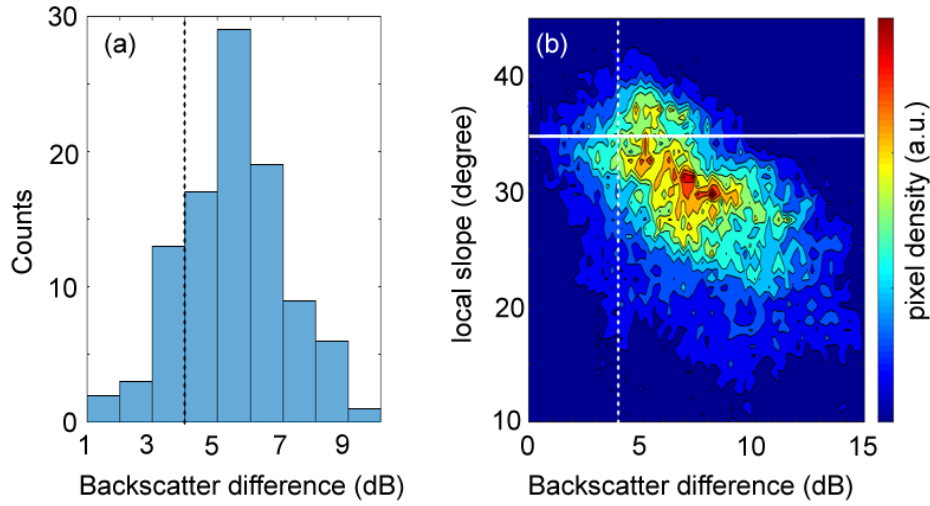 (a)
30
20
10
0
Counts
1 3 5 7 9
Backscatter difference (dB)
(b)
40
30
20
10
local slope (degree)
0 5 10 15
Backscatter difference (dB)
pixel density (a.u.)